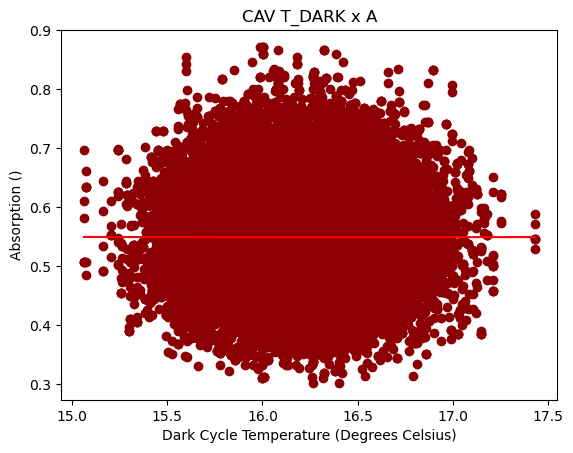 CAV T_DARK x A
0.9
0.8
0.7
0.6
0.5
0.4
0.3
Absorption ()
15.0 15.5 16.0 16.5 17.0 17.5
Dark Cycle Temperature (Degrees Celsius)